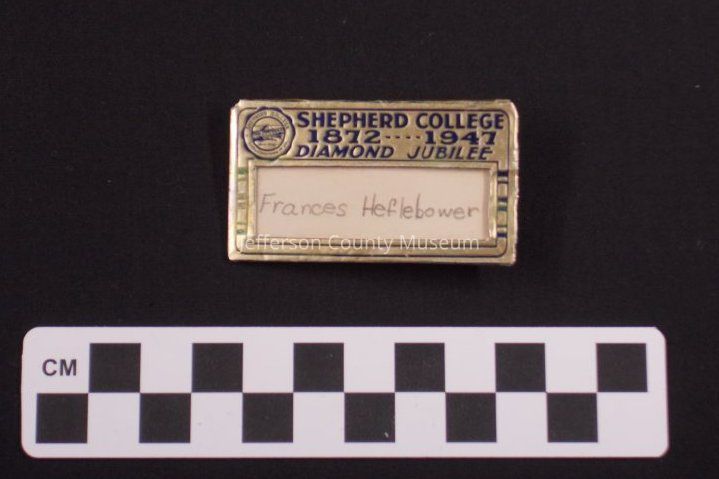 SHEPHERD COLLEGE
1872·····1947
DIAMOND JUBILEE
Frances Heflebower
Jefferson County Museum
CM